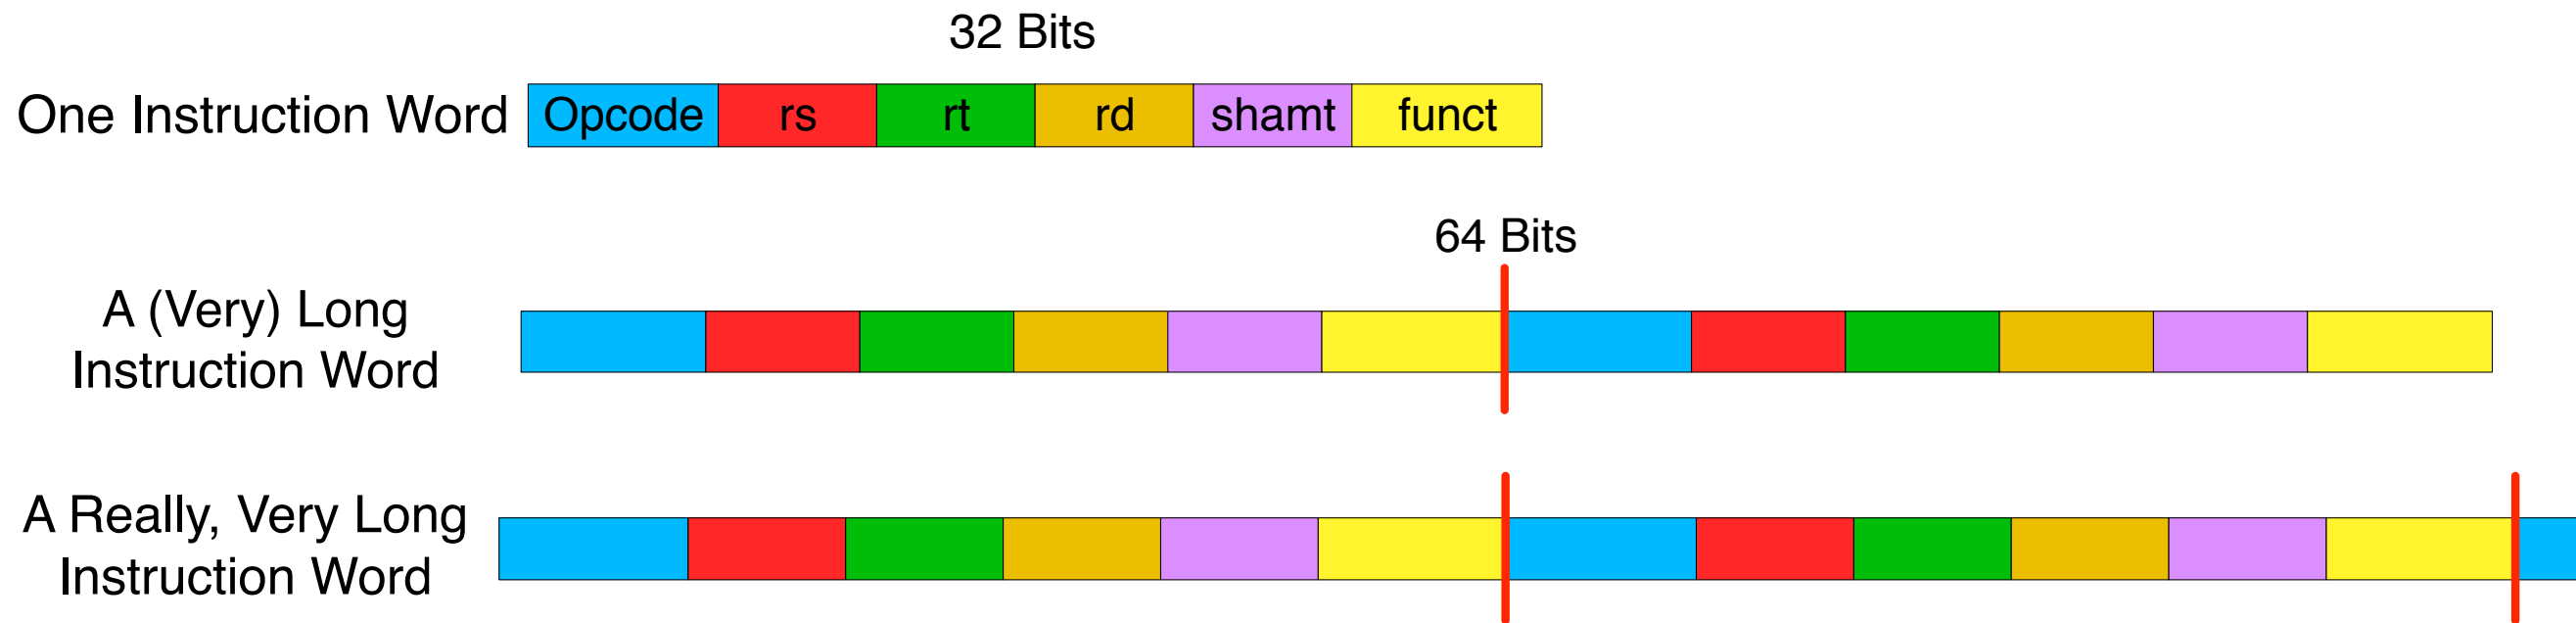 32 Bits
One Instruction Word Opcode rs rt rd shamt funct
64 Bits
A (Very) Long
Instruction Word
A Really, Very Long
Instruction Word